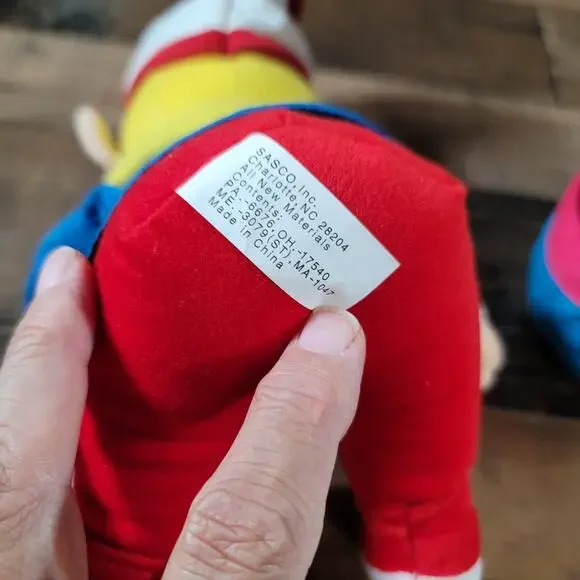 SASCO, Inc.
Charlotte, NC 28204
All New Materials
Contents:
PA.-6676, OH.-17540
ME.-3079(ST), MA-1047
Made in China